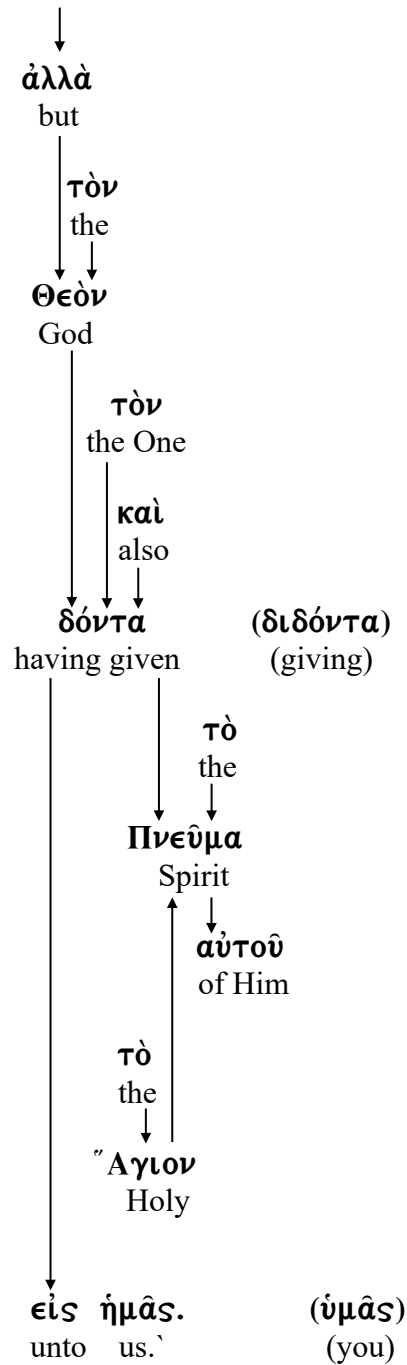 ἀλλὰ
but
τὸν
the
Θεὸν
God
τὸν
the One
καὶ
also
δόντα (διδόντα)
having given (giving)
τὸ
the
Πνεῦμα
Spirit
αὐτοῦ
of Him
τὸ
the
῞Αγιον
Holy
εἰς ἡμᾶς. (ὑμᾶς)
unto us.` (you)